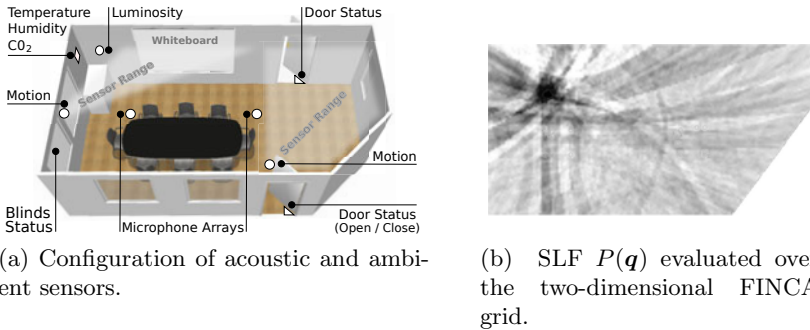 Temperature
Humidity
C0₂
Luminosity
Door Status
Whiteboard
Sensor Range
Motion
Sensor Range
Motion
Blinds
Status
Microphone Arrays
Door Status
(Open / Close)
(a) Configuration of acoustic and ambi-
ent sensors.
(b) SLF P(q) evaluated over
the two-dimensional FINCA
grid.